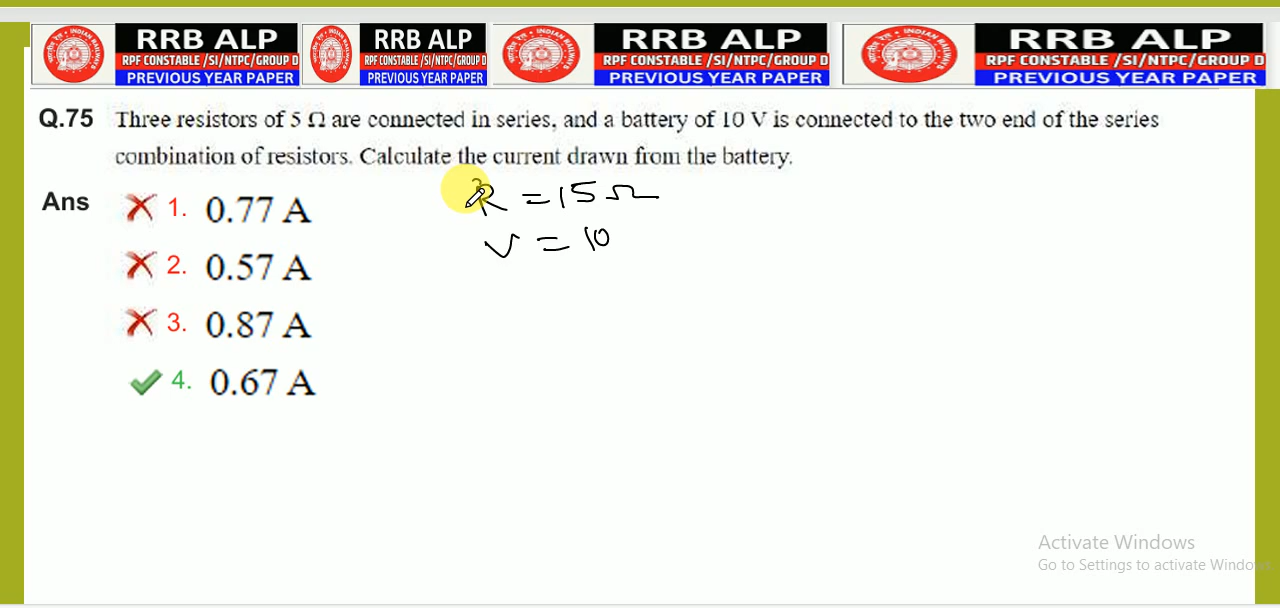 RRB ALP
RPF CONSTABLE /SI/NTPC/GROUP D
PREVIOUS YEAR PAPER
RRB ALP
RPF CONSTABLE /SI/NTPC/GROUP D
PREVIOUS YEAR PAPER
RRB ALP
RPF CONSTABLE /SI/NTPC/GROUP D
PREVIOUS YEAR PAPER
RRB ALP
RPF CONSTABLE /SI/NTPC/GROUP D
PREVIOUS YEAR PAPER
Q.75 Three resistors of 5 Ω are connected in series, and a battery of 10 V is connected to the two end of the series
combination of resistors. Calculate the current drawn from the battery.
Ans 1. 0.77 A
R = 15 Ω
V = 10
2. 0.57 A
3. 0.87 A
4. 0.67 A
Activate Windows
Go to Settings to activate Windows